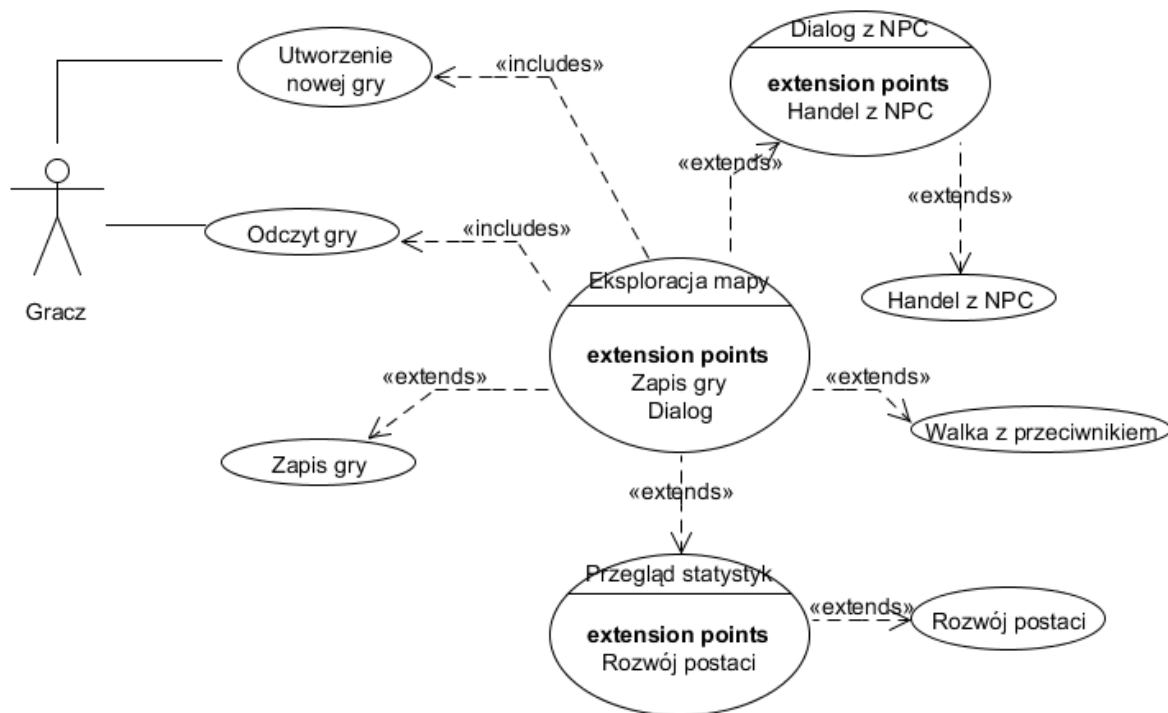 Utworzenie
nowej gry
«includes»
Dialog z NPC
extension points
Handel z NPC
«extends»
«extends»
Odczyt gry
«includes»
Gracz
Eksploracja mapy
extension points
Zapis gry
Dialog
Handel z NPC
«extends»
«extends»
Walka z przeciwnikiem
Zapis gry
«extends»
Przegląd statystyk
extension points
Rozwój postaci
«extends»
Rozwój postaci